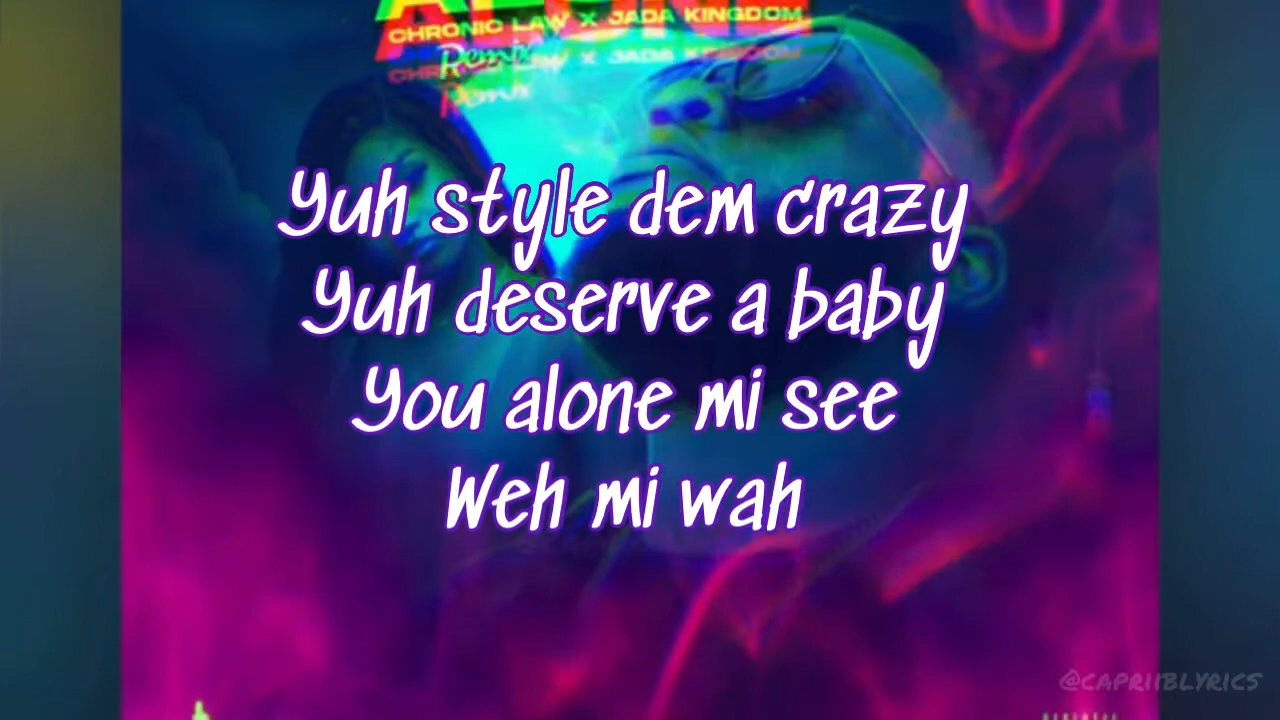 CHRONIC LAW X JADA KINGDOM
Remix
Yuh style dem crazy
Yuh deserve a baby
You alone mi see
Weh mi wah
@CAPRIIBLYRICS